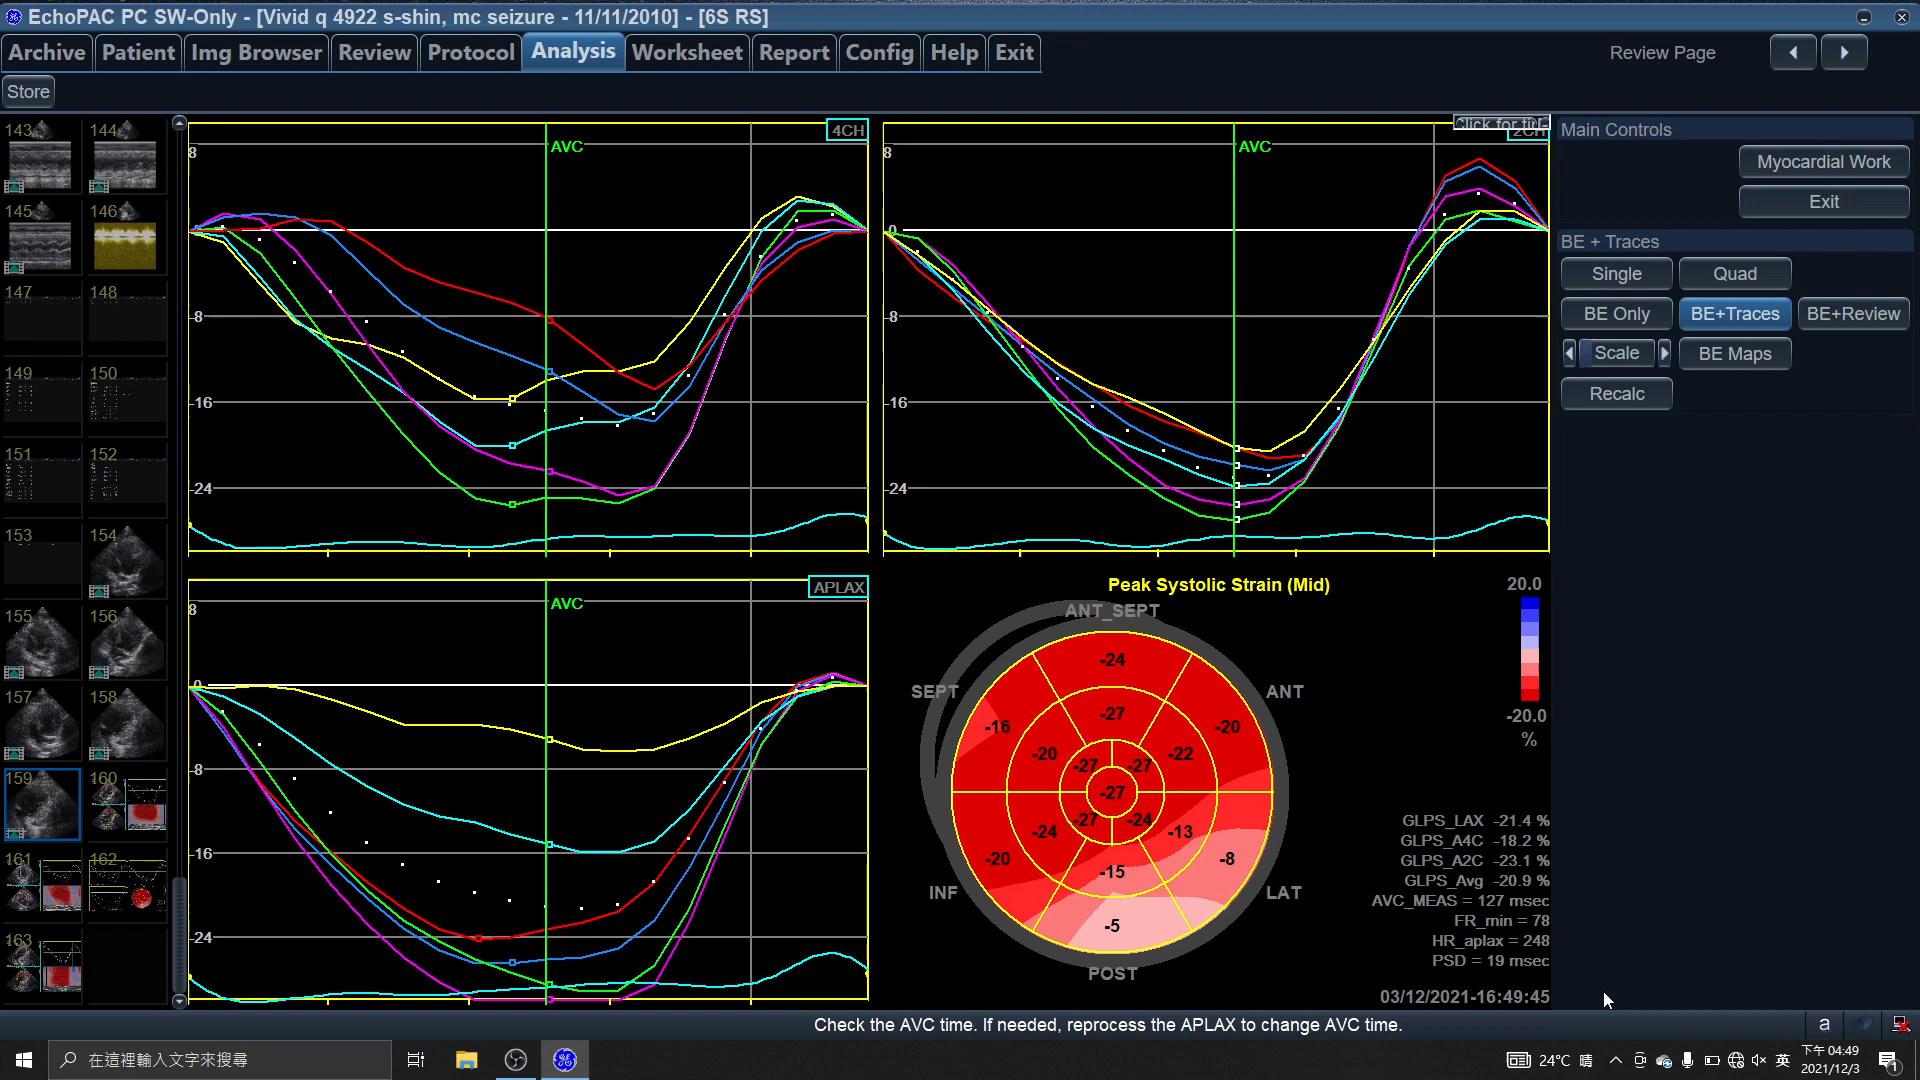 EchoPAC PC SW-Only - [Vivid q 4922 s-shin, mc seizure - 11/11/2010] - [6S RS]
Archive Patient Img Browser Review Protocol Analysis Worksheet Report Config Help Exit
Review Page
Store
143 144
145 146
147 148
149 150
151 152
153 154
155 156
157 158
159 160
161 162
163
4CH
AVC
8
0
-8
-16
-24
AVC
8
0
-8
-16
-24
APLAX
AVC
8
0
-8
-16
-24
Peak Systolic Strain (Mid)
ANT_SEPT
SEPT
ANT
INF
LAT
POST
-24
-27
-16
-20
-20
-22
-27
-27
-27
-27
-24
-24
-13
-20
-8
-15
-5
20.0
-20.0
%
GLPS_LAX -21.4 %
GLPS_A4C -18.2 %
GLPS_A2C -23.1 %
GLPS_Avg -20.9 %
AVC_MEAS = 127 msec
FR_min = 78
HR_aplax = 248
PSD = 19 msec
03/12/2021-16:49:45
Main Controls
Myocardial Work
Exit
BE + Traces
Single Quad
BE Only BE+Traces BE+Review
Scale BE Maps
Recalc
Check the AVC time. If needed, reprocess the APLAX to change AVC time.
a
在這裡輸入文字來搜尋
24°C 晴
英
下午 04:49
2021/12/3
1